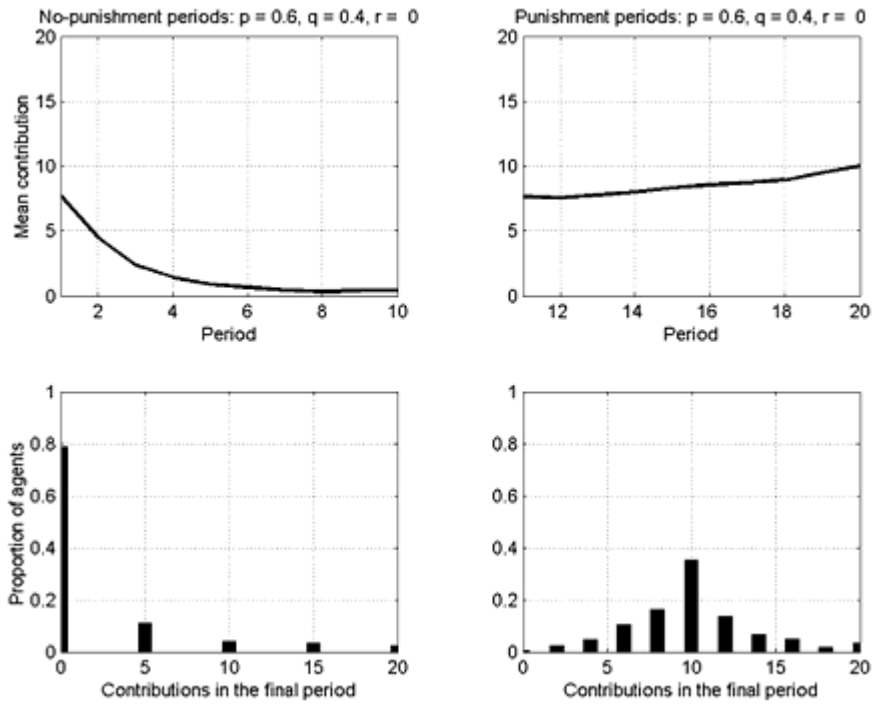 No-punishment periods: p = 0.6, q = 0.4, r = 0
20
15
10
5
0
Mean contribution
2 4 6 8 10
Period
Punishment periods: p = 0.6, q = 0.4, r = 0
20
15
10
5
0
12 14 16 18 20
Period
1
0.8
0.6
0.4
0.2
0
Proportion of agents
0 5 10 15 20
Contributions in the final period
1
0.8
0.6
0.4
0.2
0
0 5 10 15 20
Contributions in the final period